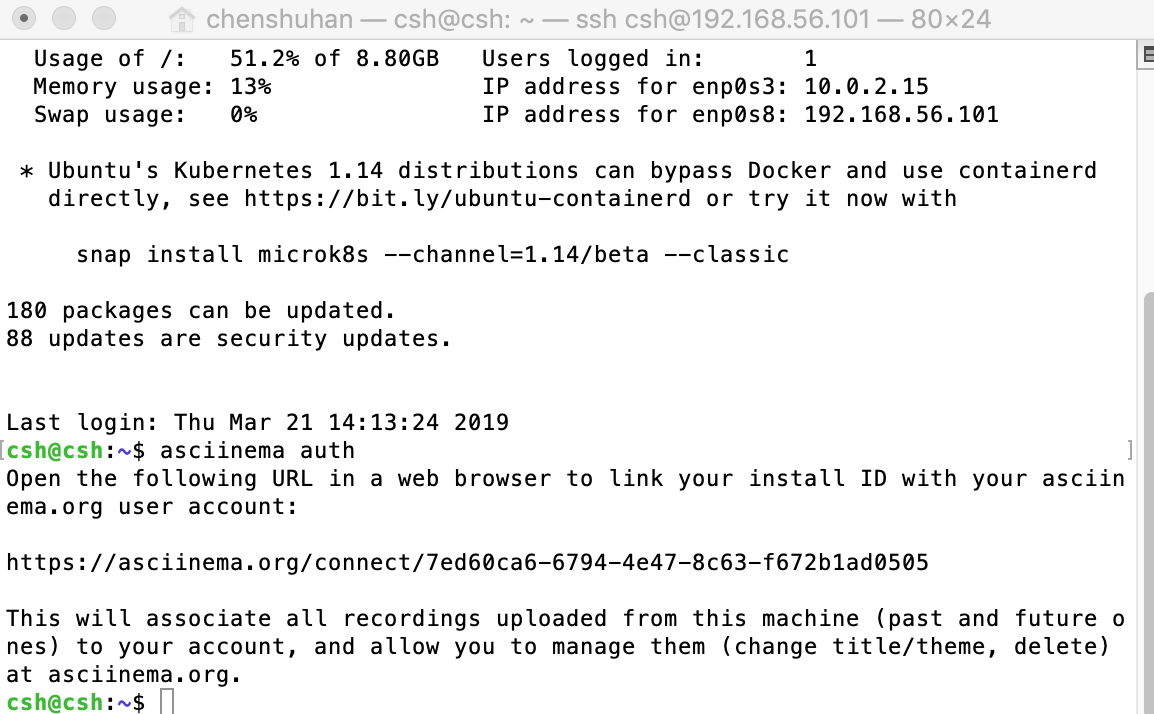 chenshuhan — csh@csh: ~ — ssh csh@192.168.56.101 — 80×24
Usage of /:   51.2% of 8.80GB   Users logged in:       1
Memory usage: 13%               IP address for enp0s3: 10.0.2.15
Swap usage:   0%                IP address for enp0s8: 192.168.56.101
* Ubuntu's Kubernetes 1.14 distributions can bypass Docker and use containerd
directly, see https://bit.ly/ubuntu-containerd or try it now with
snap install microk8s --channel=1.14/beta --classic
180 packages can be updated.
88 updates are security updates.
Last login: Thu Mar 21 14:13:24 2019
[csh@csh:~$ asciinema auth ]
Open the following URL in a web browser to link your install ID with your asciin
ema.org user account:
https://asciinema.org/connect/7ed60ca6-6794-4e47-8c63-f672b1ad0505
This will associate all recordings uploaded from this machine (past and future o
nes) to your account, and allow you to manage them (change title/theme, delete)
at asciinema.org.
csh@csh:~$